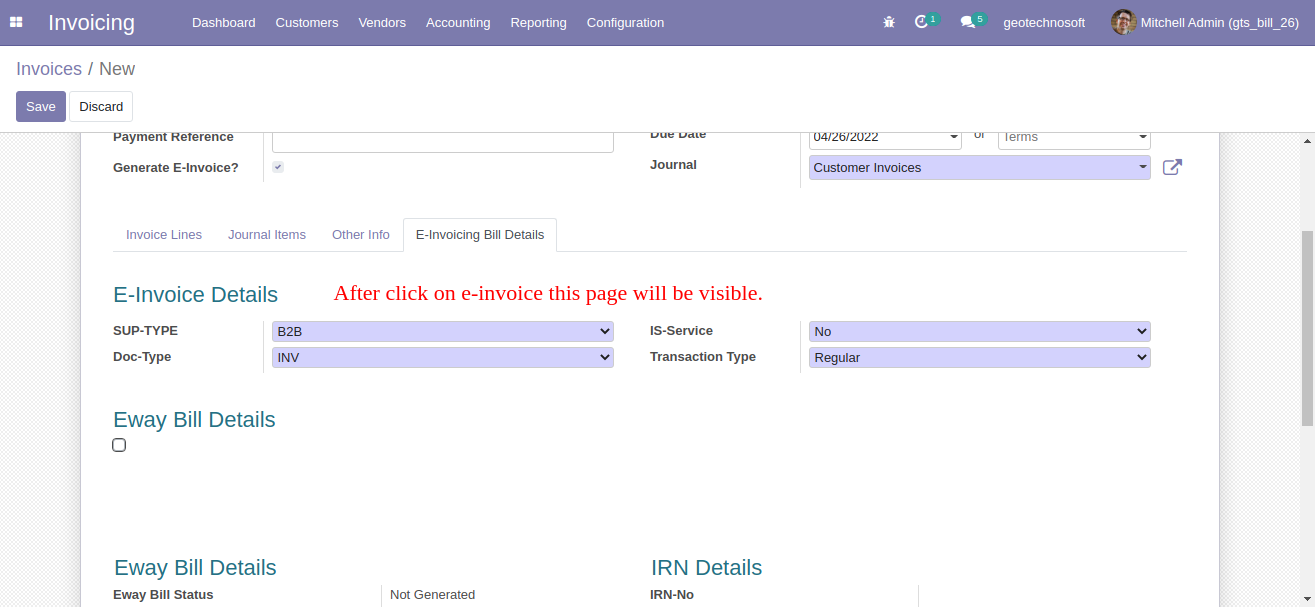 Invoicing Dashboard Customers Vendors Accounting Reporting Configuration 1 5 geotechnosoft Mitchell Admin (gts_bill_26)
Invoices / New
Save Discard
Payment Reference Due Date 04/26/2022 or Terms
Generate E-Invoice? Journal Customer Invoices
Invoice Lines Journal Items Other Info E-Invoicing Bill Details
E-Invoice Details After click on e-invoice this page will be visible.
SUP-TYPE B2B IS-Service No
Doc-Type INV Transaction Type Regular
Eway Bill Details
Eway Bill Details IRN Details
Eway Bill Status Not Generated IRN-No